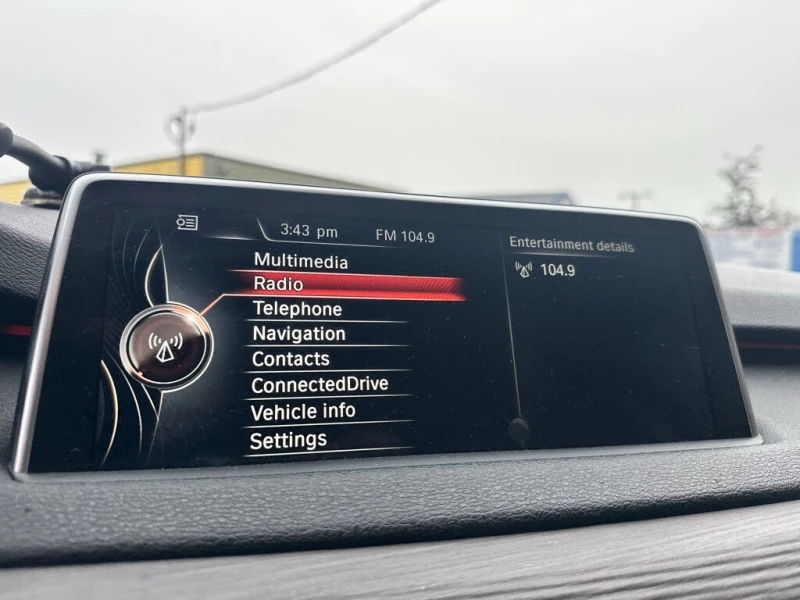 3:43 pm FM 104.9
Entertainment details
104.9
Multimedia
Radio
Telephone
Navigation
Contacts
ConnectedDrive
Vehicle info
Settings